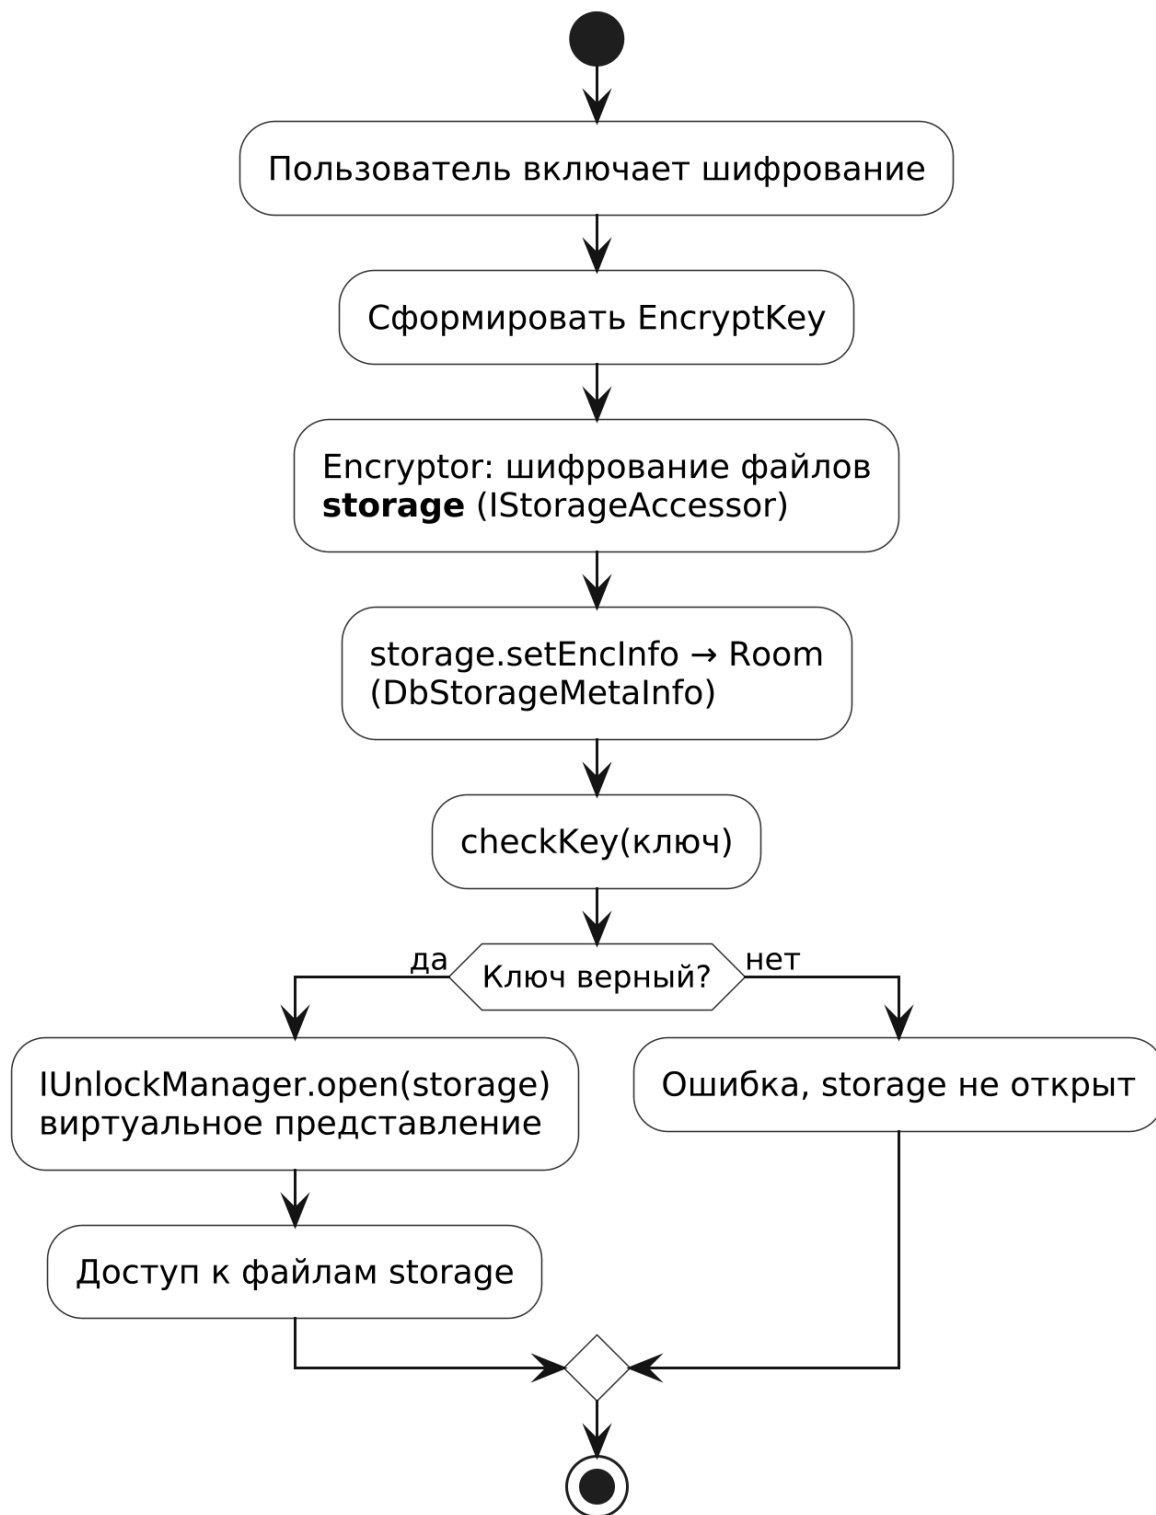 Пользователь включает шифрование
Сформировать EncryptKey
Encryptor: шифрование файлов
storage (IStorageAccessor)
storage.setEncInfo → Room
(DbStorageMetaInfo)
checkKey(ключ)
Ключ верный?
да
нет
IUnlockManager.open(storage)
виртуальное представление
Ошибка, storage не открыт
Доступ к файлам storage